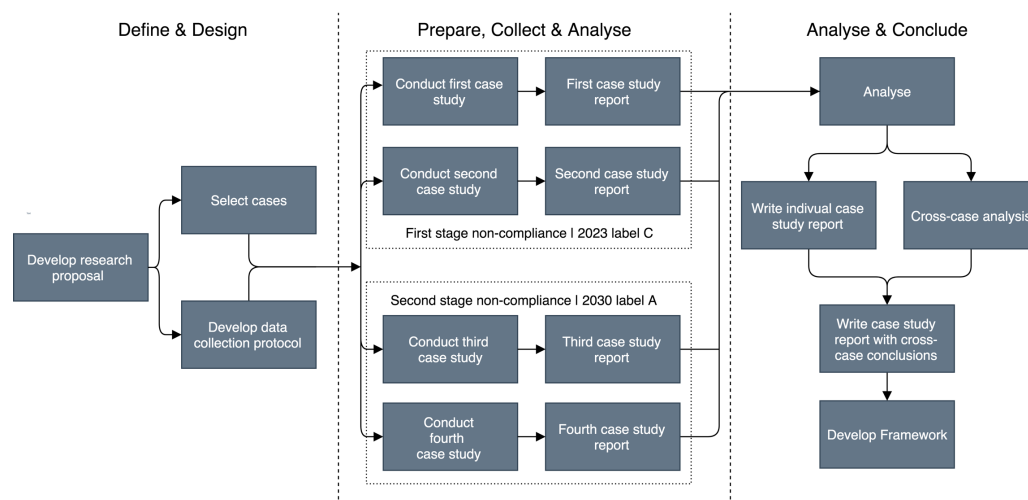 Define & Design
Prepare, Collect & Analyse
Analyse & Conclude
Develop research
proposal
Select cases
Develop data
collection protocol
Conduct first case
study
First case study
report
Conduct second
case study
Second case study
report
First stage non-compliance | 2023 label C
Second stage non-compliance | 2030 label A
Conduct third
case study
Third case study
report
Conduct
fourth
case study
Fourth case study
report
Analyse
Write indivual case
study report
Cross-case analysis
Write case study
report with cross-
case conclusions
Develop Framework